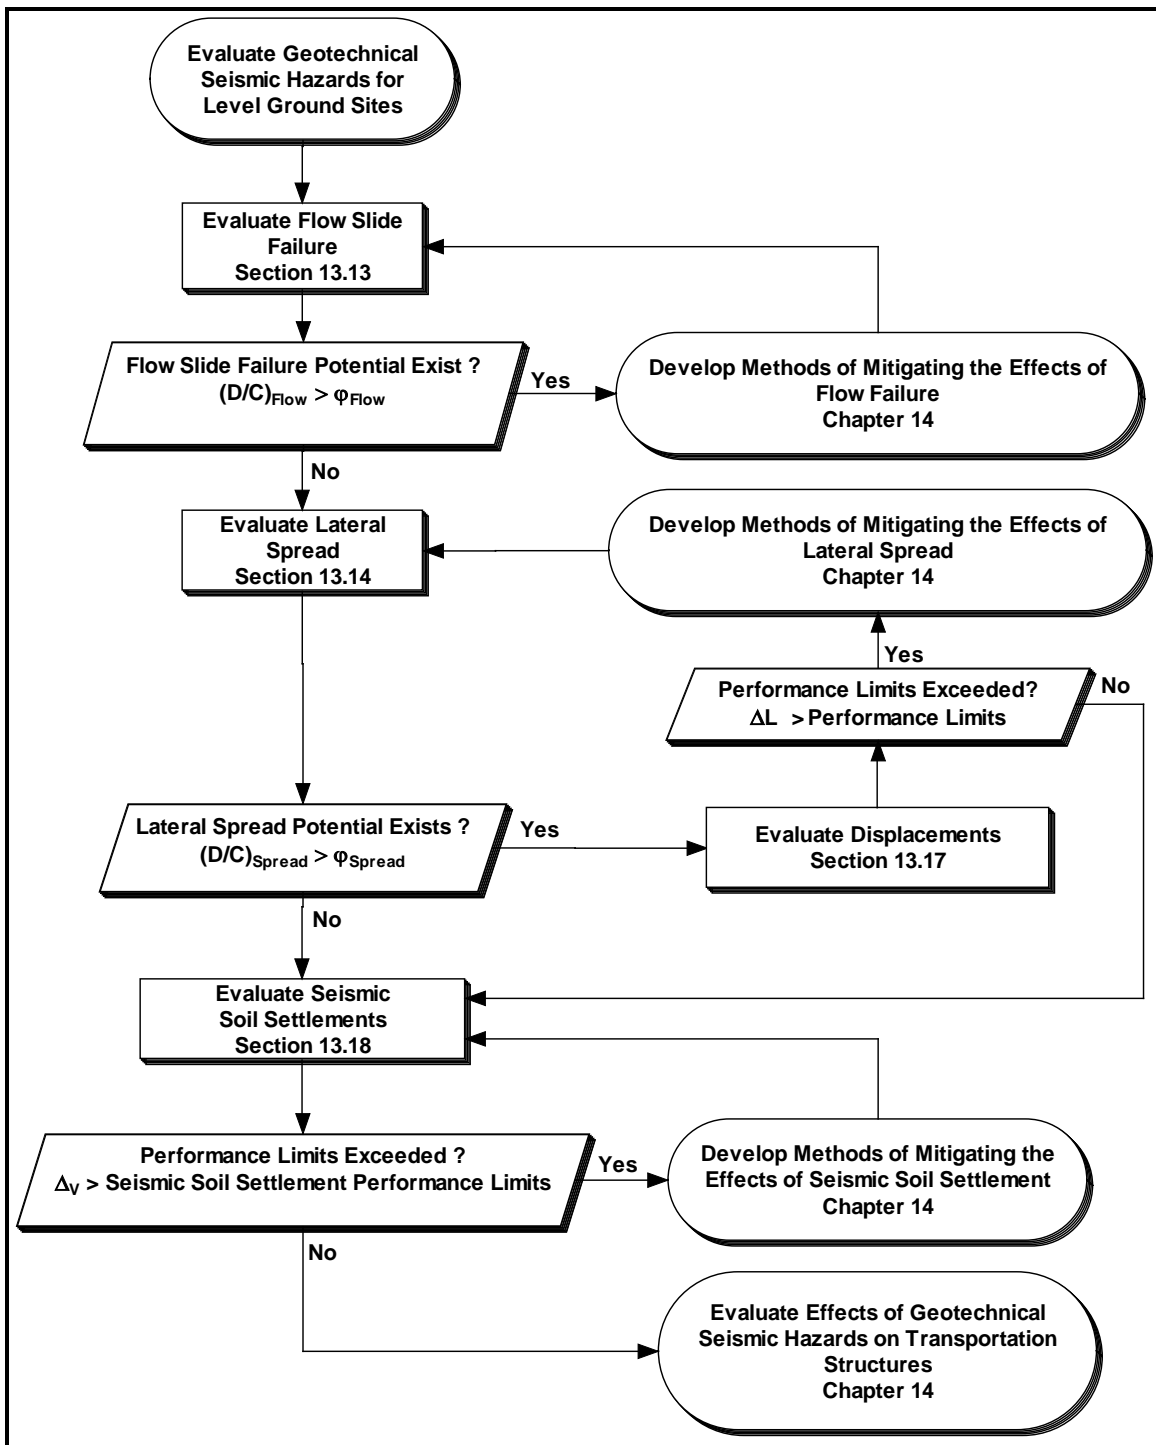 Evaluate Geotechnical
Seismic Hazards for
Level Ground Sites
Evaluate Flow Slide
Failure
Section 13.13
Flow Slide Failure Potential Exist ?
(D/C)Flow > φFlow
Yes
Develop Methods of Mitigating the Effects of
Flow Failure
Chapter 14
No
Evaluate Lateral
Spread
Section 13.14
Develop Methods of Mitigating the Effects of
Lateral Spread
Chapter 14
Yes
Performance Limits Exceeded?
ΔL > Performance Limits
No
Lateral Spread Potential Exists ?
(D/C)Spread > φSpread
Yes
Evaluate Displacements
Section 13.17
No
Evaluate Seismic
Soil Settlements
Section 13.18
Performance Limits Exceeded ?
ΔV > Seismic Soil Settlement Performance Limits
Yes
Develop Methods of Mitigating the
Effects of Seismic Soil Settlement
Chapter 14
No
Evaluate Effects of Geotechnical
Seismic Hazards on Transportation
Structures
Chapter 14